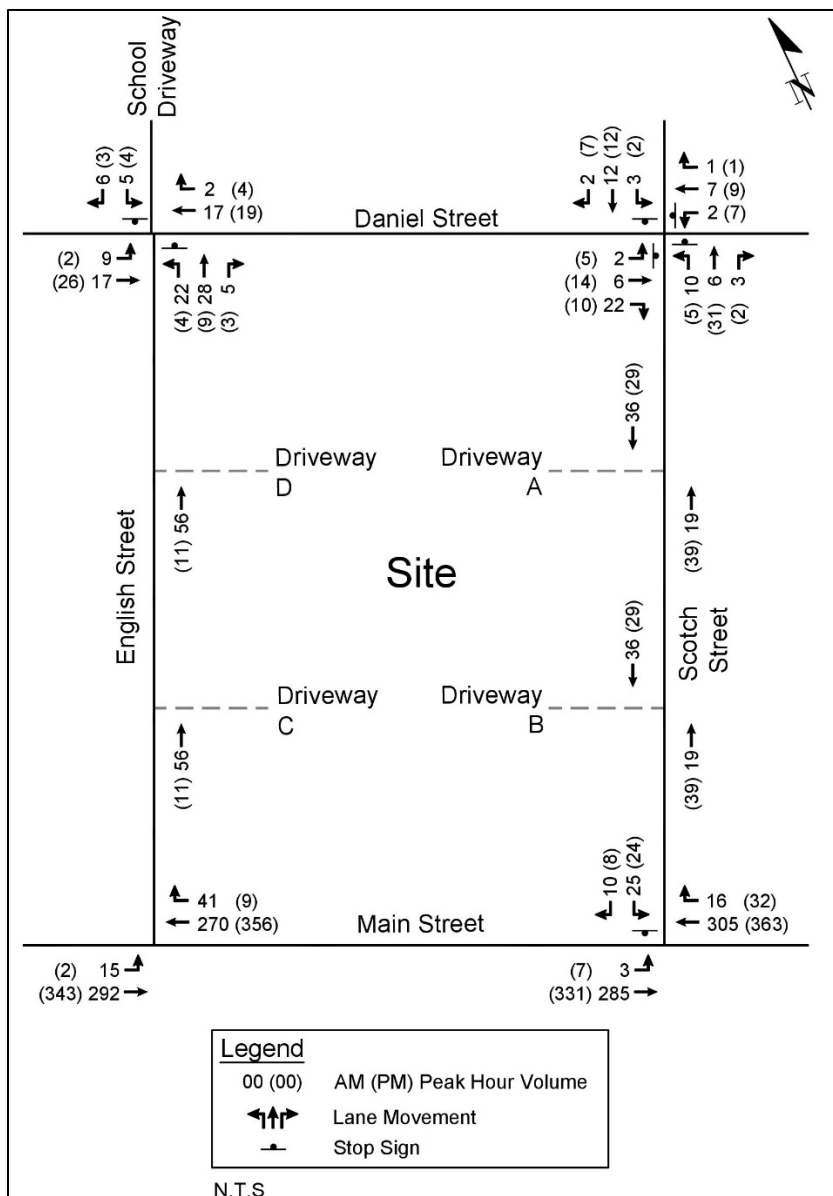 School
Driveway
6 (3)
5 (4)
2 (4)
17 (19)
Daniel Street
2 (7)
12 (12)
3 (2)
1 (1)
7 (9)
2 (7)
(2) 9
(26) 17
(4) 22
(9) 28
(3) 5
(5) 2
(14) 6
(10) 22
(5) 10
(31) 6
(2) 3
N
36 (29)
Driveway
D
Driveway
A
(11) 56
(39) 19
English Street
Site
Scotch
Street
36 (29)
Driveway
C
Driveway
B
(11) 56
(39) 19
41 (9)
270 (356)
Main Street
10 (8)
25 (24)
16 (32)
305 (363)
(2) 15
(343) 292
(7) 3
(331) 285
Legend
00 (00) AM (PM) Peak Hour Volume
Lane Movement
Stop Sign
N.T.S